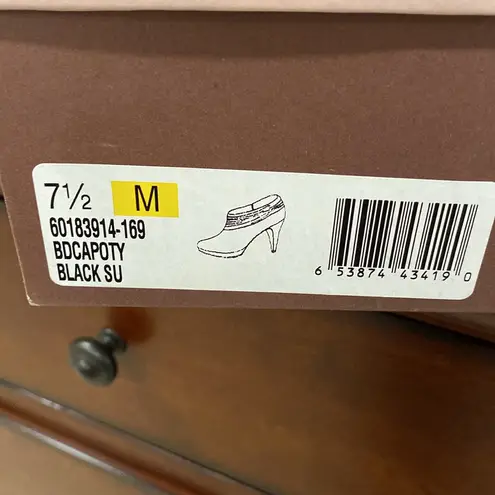 7½ M
60183914-169
BDCAPOTY
BLACK SU
6 53874 43419 0